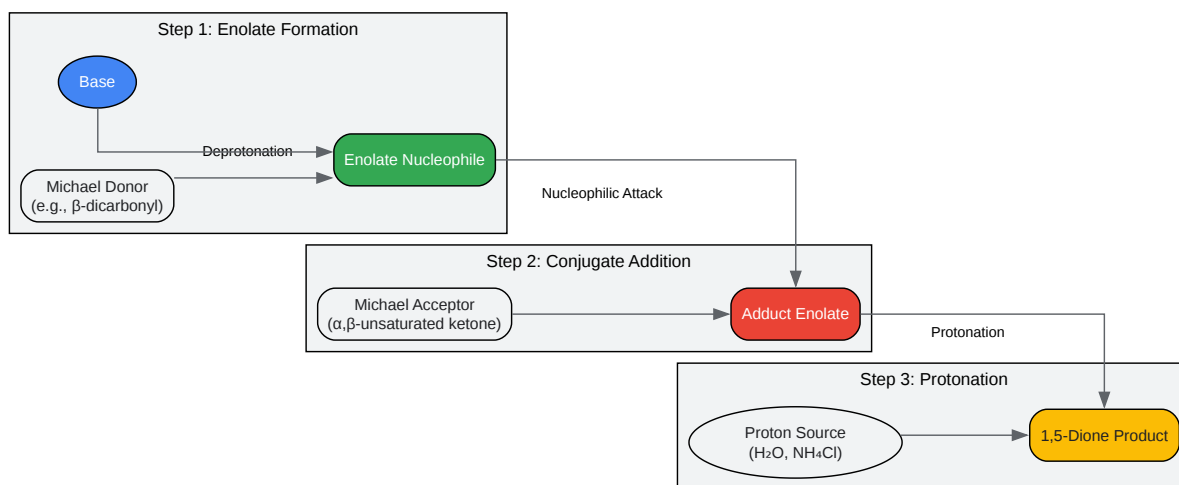 Step 1: Enolate Formation
Base
Deprotonation
Enolate Nucleophile
Michael Donor
(e.g., β-dicarbonyl)
Nucleophilic Attack
Step 2: Conjugate Addition
Michael Acceptor
(α,β-unsaturated ketone)
Adduct Enolate
Protonation
Step 3: Protonation
Proton Source
(H₂O, NH₄Cl)
1,5-Dione Product